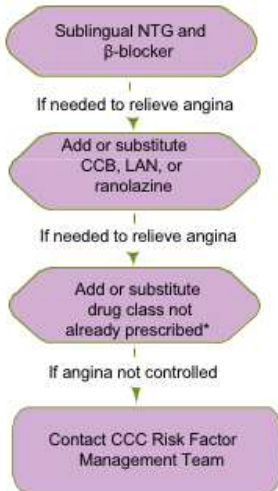 Sublingual NTG and
β-blocker
If needed to relieve angina
Add or substitute
CCB, LAN, or
ranolazine
If needed to relieve angina
Add or substitute
drug class not
already prescribed*
If angina not controlled
Contact CCC Risk Factor
Management Team